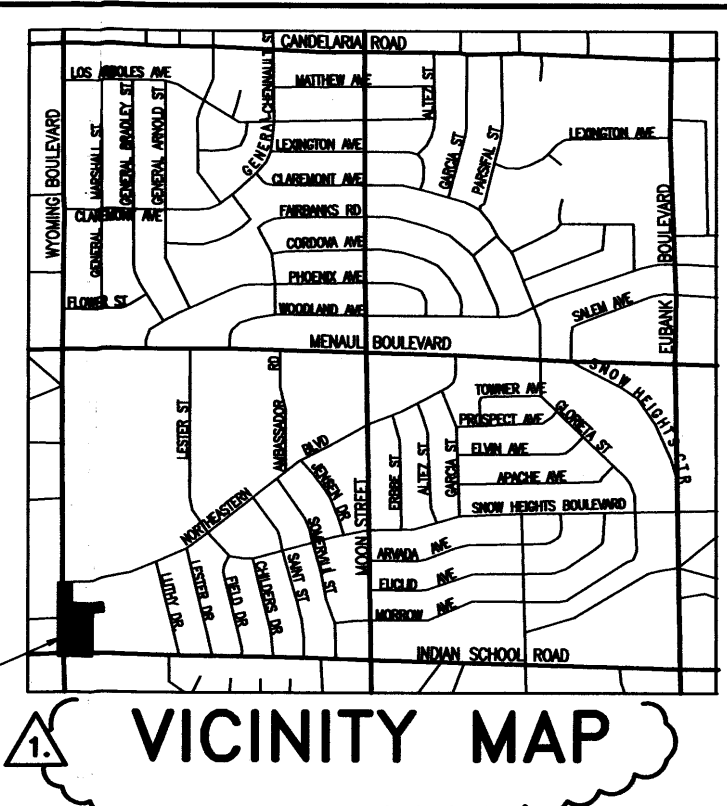 CANDELARIA ROAD
LOS ARBOLES AVE
GENERAL CHENNAULT ST
MATTHEW AVE
ALTEZ ST
WYOMING BOULEVARD
GENERAL MARSHALL ST
GENERAL BRADLEY ST
GENERAL ARNOLD ST
LEXINGTON AVE
GARCIA ST
PARSIFAL ST
LEXINGTON AVE
CLAREMONT AVE
CLAREMONT AVE
FAIRBANKS RD
CORDOVA AVE
PHOENIX AVE
FLOWER ST
WOODLAND AVE
SALEM AVE
EUBANK BOULEVARD
MENAUL BOULEVARD
SNOW HEIGHTS CIR
LESTER ST
AMBASSADOR RD
TOWNER AVE
PROSPECT AVE
GLORIETA ST
NORTHEASTERN BLVD
JENSEN DR
MOON STREET
ERBBE ST
ALTEZ ST
GARCIA ST
ELVIN AVE
APACHE AVE
SNOW HEIGHTS BOULEVARD
SOMERVILL ST
ARVADA AVE
LUTHY DR.
LESTER DR
FIELD DR
CHILDERS DR
SAINT ST
EUCLID AVE
MORROW AVE
INDIAN SCHOOL ROAD
1.
VICINITY MAP